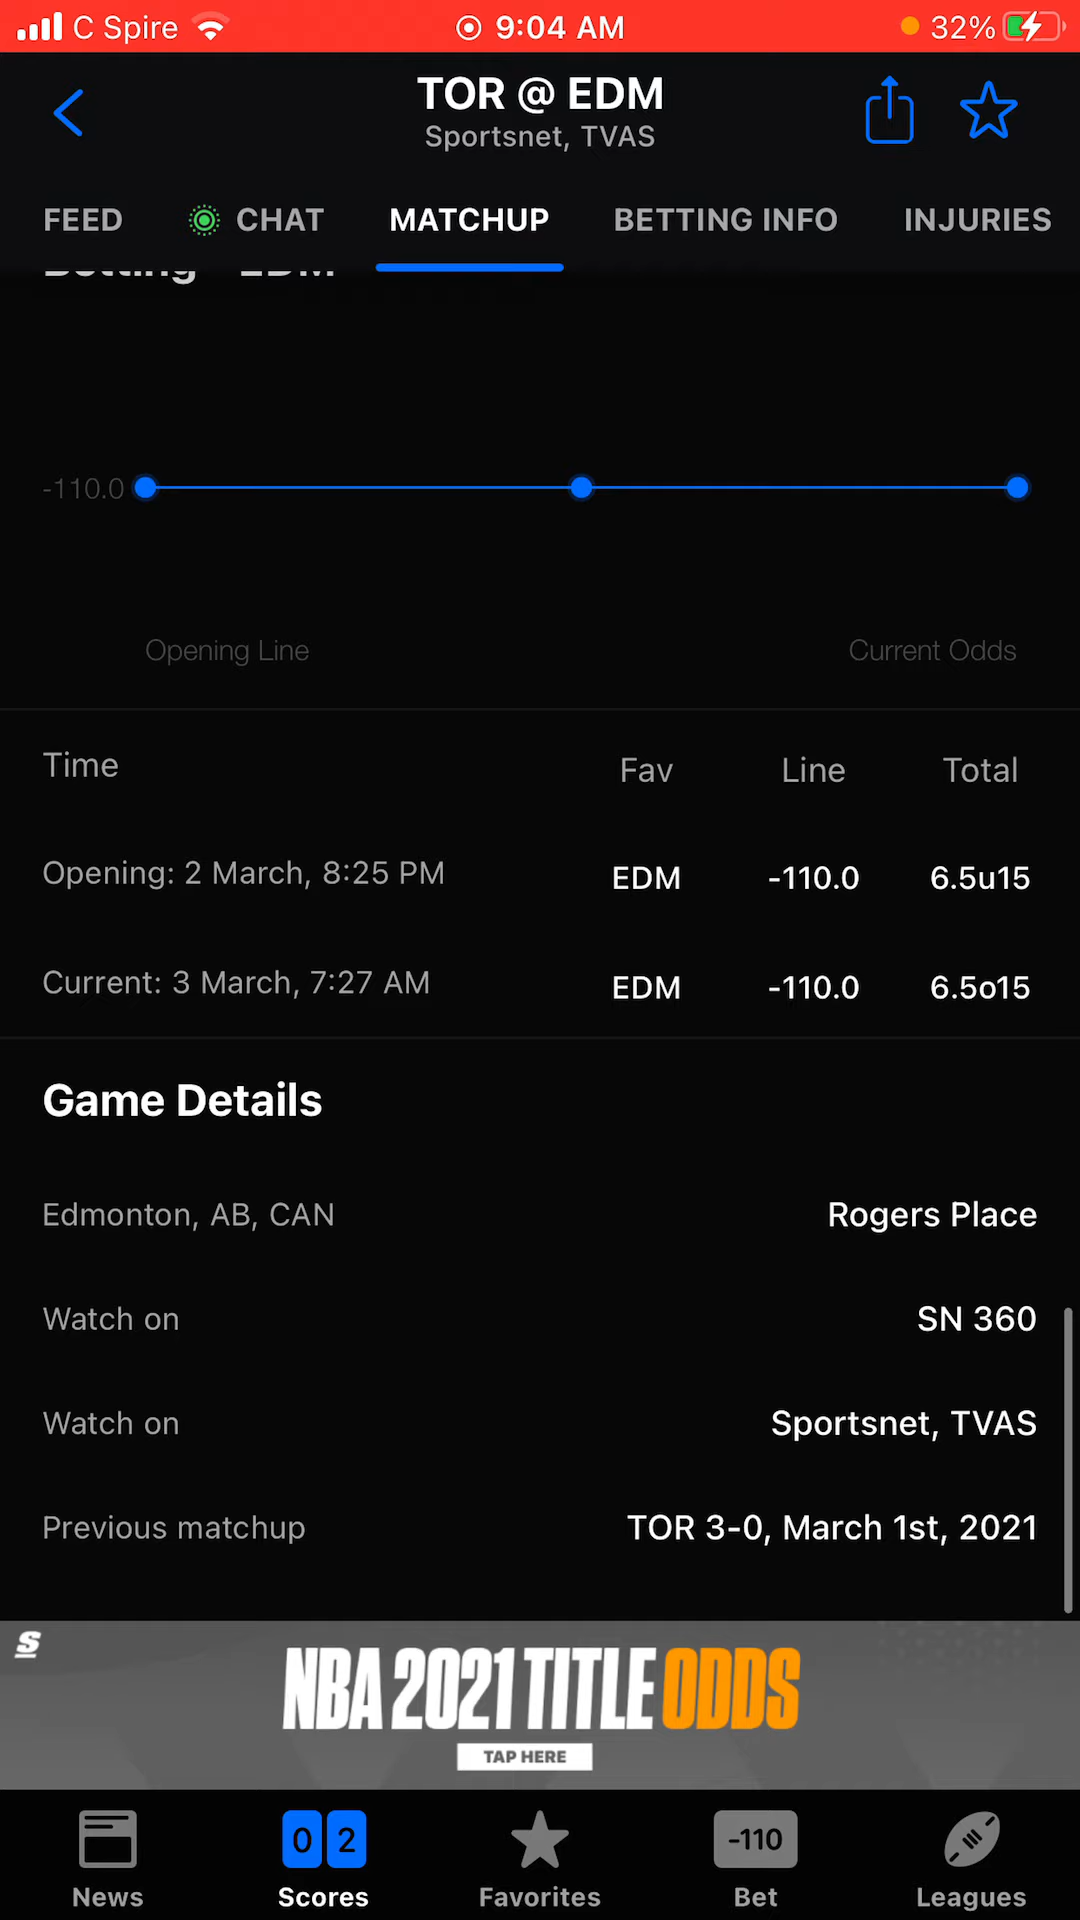 C Spire 9:04 AM 32%
TOR @ EDM
Sportsnet, TVAS
FEED CHAT MATCHUP BETTING INFO INJURIES
Betting - EDM
-110.0
Opening Line Current Odds
Time Fav Line Total
Opening: 2 March, 8:25 PM EDM -110.0 6.5u15
Current: 3 March, 7:27 AM EDM -110.0 6.5o15
Game Details
Edmonton, AB, CAN Rogers Place
Watch on SN 360
Watch on Sportsnet, TVAS
Previous matchup TOR 3-0, March 1st, 2021
NBA 2021 TITLE ODDS
TAP HERE
0 2 -110
News Scores Favorites Bet Leagues